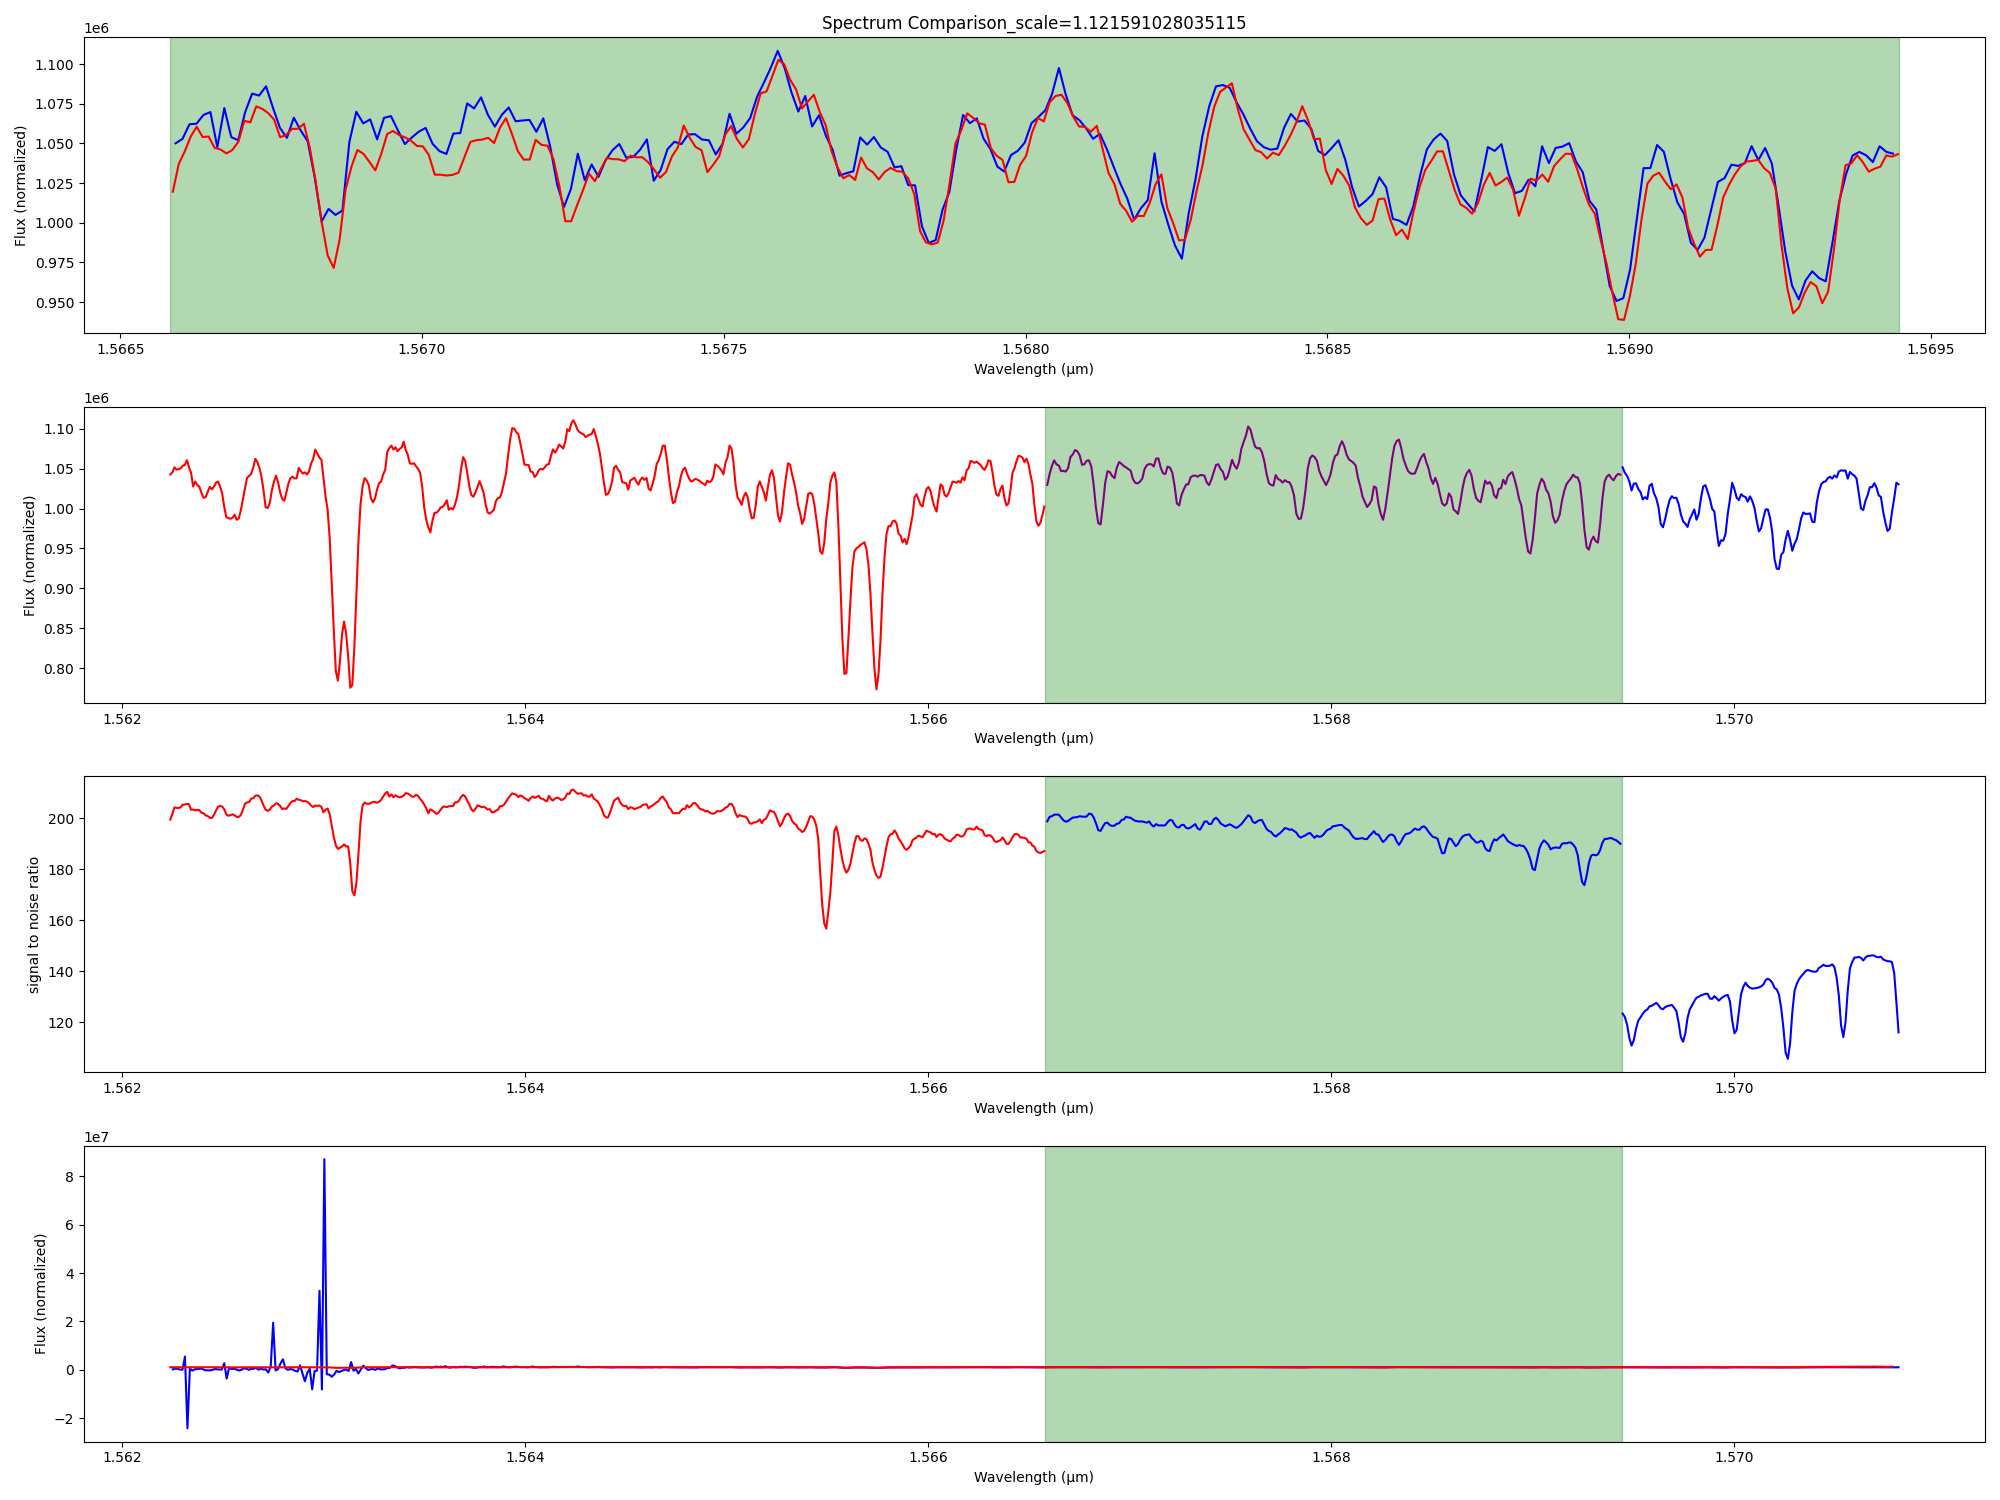 Spectrum Comparison_scale=1.121591028035115
1e6
1.100
1.075
1.050
1.025
1.000
0.975
0.950
Flux (normalized)
1.5665 1.5670 1.5675 1.5680 1.5685 1.5690 1.5695
Wavelength (μm)
1e6
1.10
1.05
1.00
0.95
0.90
0.85
0.80
Flux (normalized)
1.562 1.564 1.566 1.568 1.570
Wavelength (μm)
200
180
160
140
120
signal to noise ratio
1.562 1.564 1.566 1.568 1.570
Wavelength (μm)
1e7
8
6
4
2
0
−2
Flux (normalized)
1.562 1.564 1.566 1.568 1.570
Wavelength (μm)